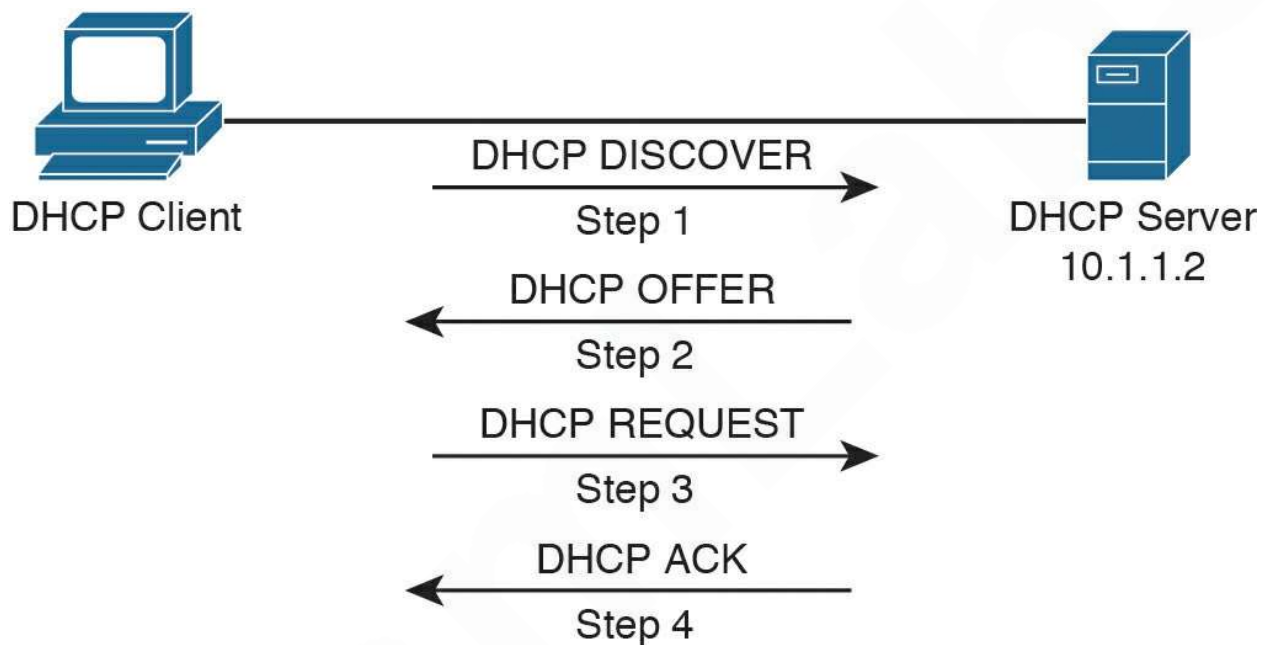 DHCP DISCOVER
Step 1
DHCP Client
DHCP Server
10.1.1.2
DHCP OFFER
Step 2
DHCP REQUEST
Step 3
DHCP ACK
Step 4